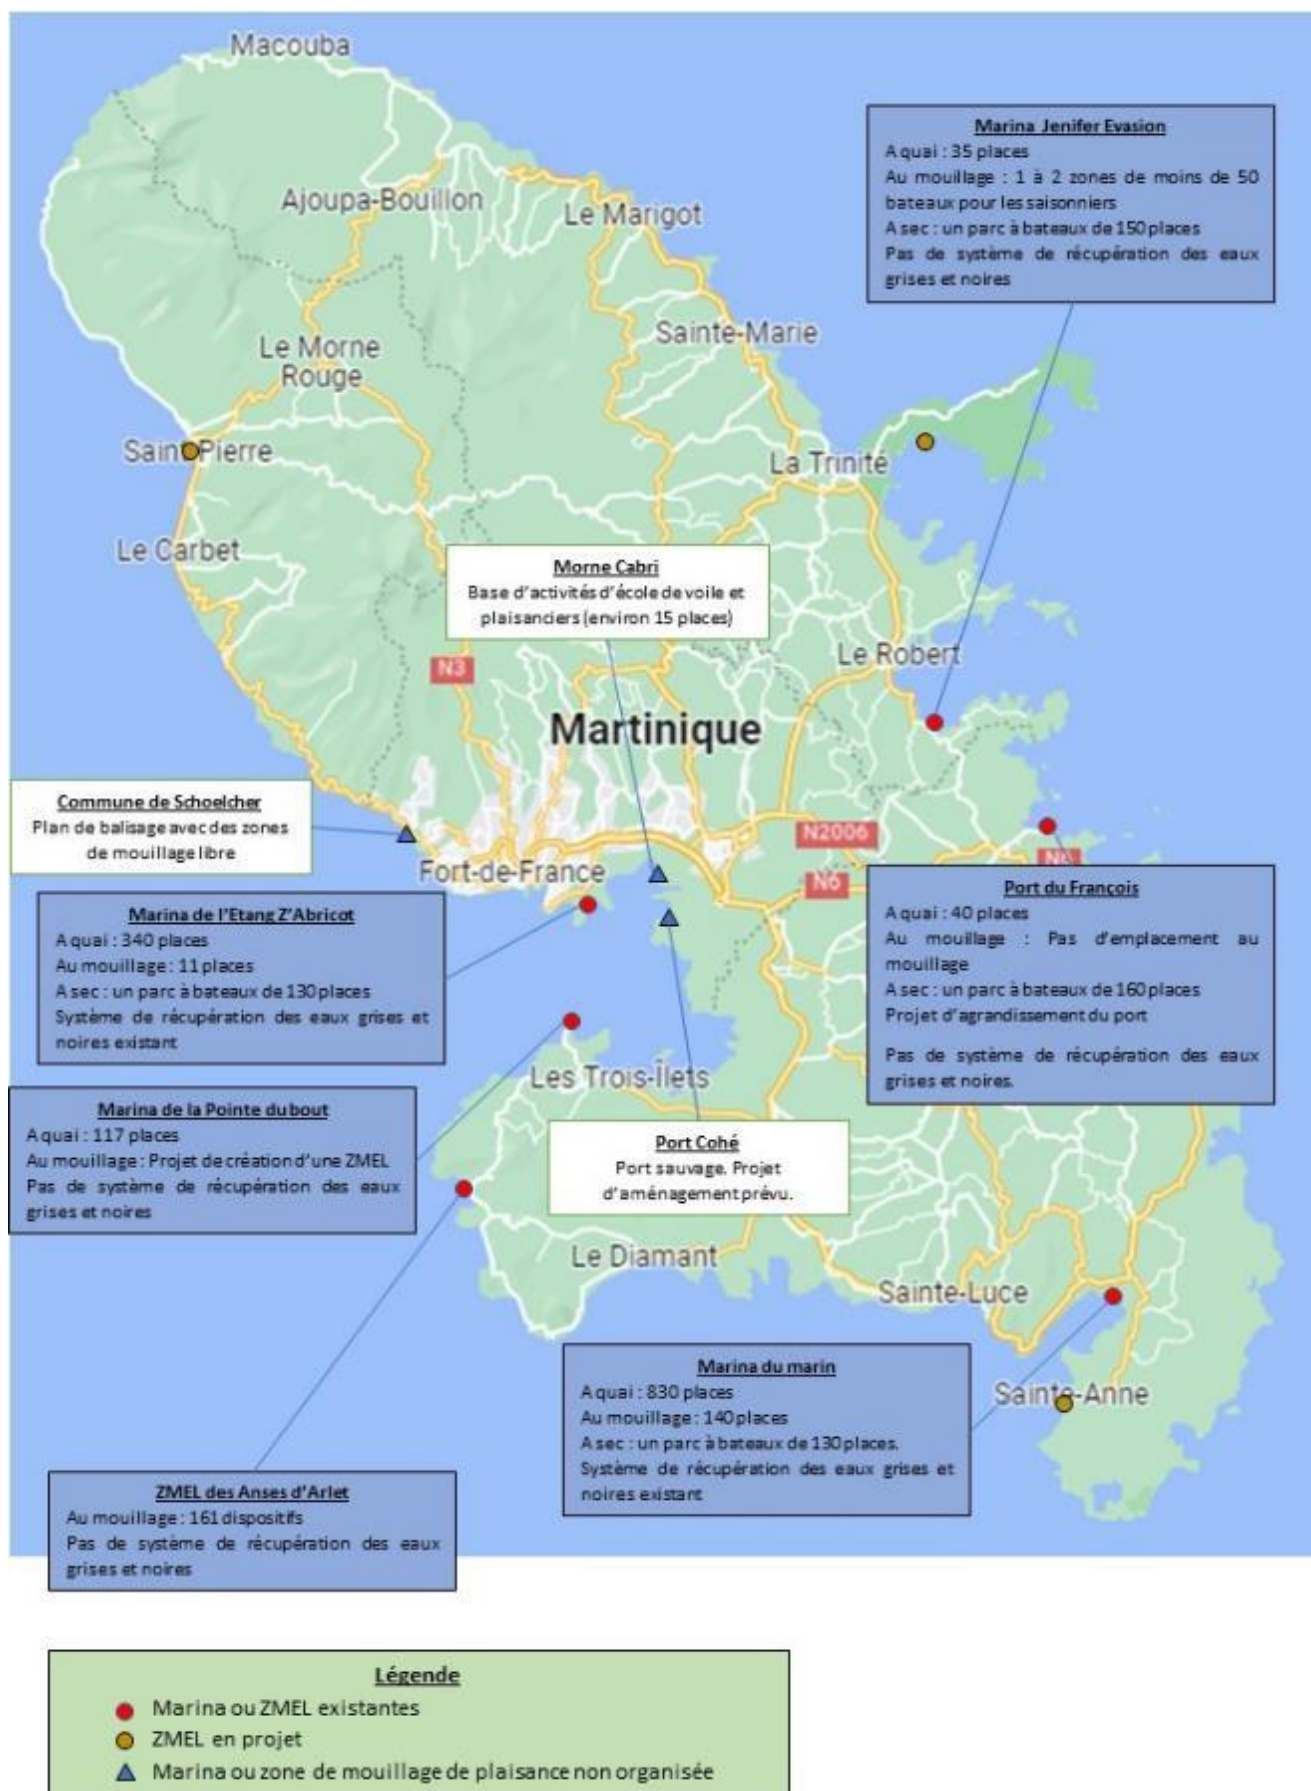 Macouba
Marina Jenifer Evasion
A quai : 35 places
Au mouillage : 1 à 2 zones de moins de 50
bateaux pour les saisonniers
A sec : un parc à bateaux de 150 places
Pas de système de récupération des eaux
grises et noires
Ajoupa-Bouillon
Le Marigot
Sainte-Marie
Le Morne
Rouge
Saint-Pierre
La Trinité
Le Carbet
Morne Cabri
Base d'activités d'école de voile et
plaisanciers (environ 15 places)
Le Robert
N3
Martinique
Commune de Schoelcher
Plan de balisage avec des zones
de mouillage libre
N2006
N6
N6
Fort-de-France
Marina de l'Etang Z'Abricot
A quai : 340 places
Au mouillage : 11 places
A sec : un parc à bateaux de 130 places
Système de récupération des eaux grises et
noires existant
Port du François
A quai : 40 places
Au mouillage : Pas d'emplacement au
mouillage
A sec : un parc à bateaux de 160 places
Projet d'agrandissement du port
Pas de système de récupération des eaux
grises et noires.
Les Trois-Îlets
Marina de la Pointe du bout
A quai : 117 places
Au mouillage : Projet de création d'une ZMEL
Pas de système de récupération des eaux
grises et noires
Port Cohé
Port sauvage. Projet
d'aménagement prévu.
Le Diamant
Sainte-Luce
Marina du marin
A quai : 830 places
Au mouillage : 140 places
A sec : un parc à bateaux de 130 places.
Système de récupération des eaux grises et
noires existant
Sainte-Anne
ZMEL des Anses d'Arlet
Au mouillage : 161 dispositifs
Pas de système de récupération des eaux
grises et noires
Légende
Marina ou ZMEL existantes
ZMEL en projet
Marina ou zone de mouillage de plaisance non organisée